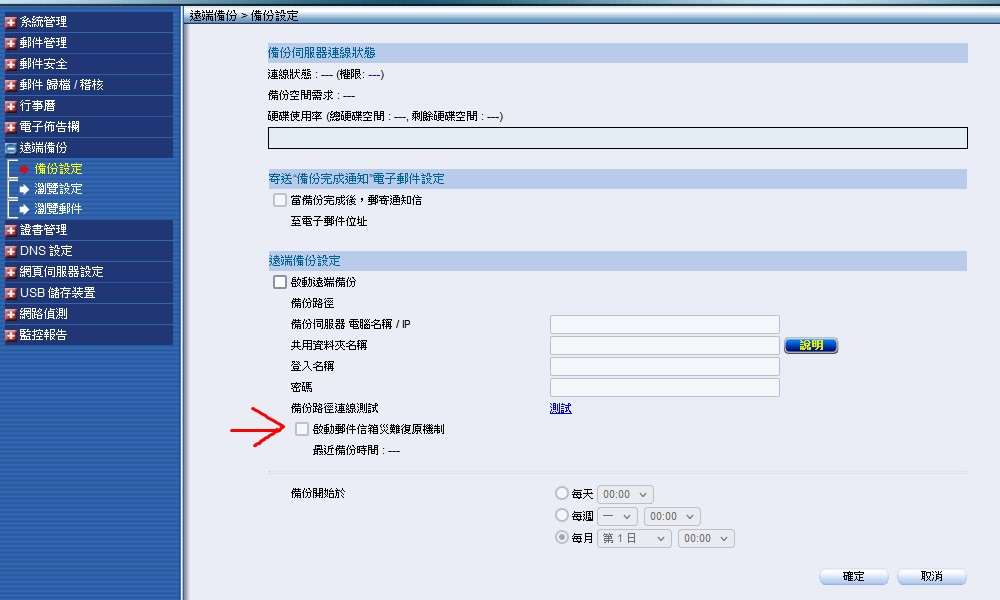 系統管理
郵件管理
郵件安全
郵件 歸檔 / 稽核
行事曆
電子佈告欄
遠端備份
備份設定
瀏覽設定
瀏覽郵件
證書管理
DNS 設定
網頁伺服器設定
USB 儲存裝置
網路偵測
監控報告
遠端備份 > 備份設定
備份伺服器連線狀態
連線狀態 : --- (權限: ---)
備份空間需求 : ---
硬碟使用率 (總硬碟空間 : ---, 剩餘硬碟空間 : ---)
寄送"備份完成通知"電子郵件設定
當備份完成後，郵寄通知信
至電子郵件位址
遠端備份設定
啟動遠端備份
備份路徑
備份伺服器 電腦名稱 / IP
共用資料夾名稱 說明
登入名稱
密碼
備份路徑連線測試 測試
啟動郵件信箱災難復原機制
最近備份時間 : ---
備份開始於 每天 00:00
每週 一 00:00
每月 第 1 日 00:00
確定 取消